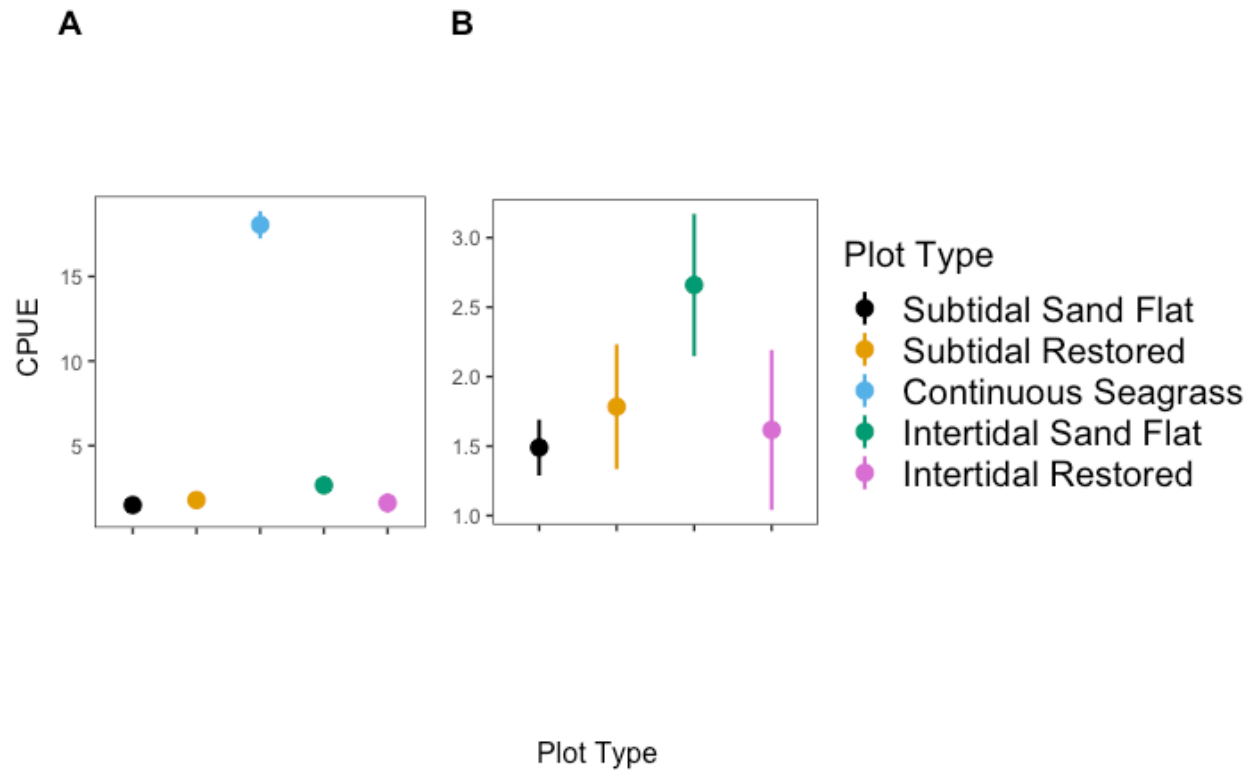 A
B
CPUE
15
10
5
3.0
2.5
2.0
1.5
1.0
Plot Type
Subtidal Sand Flat
Subtidal Restored
Continuous Seagrass
Intertidal Sand Flat
Intertidal Restored
Plot Type